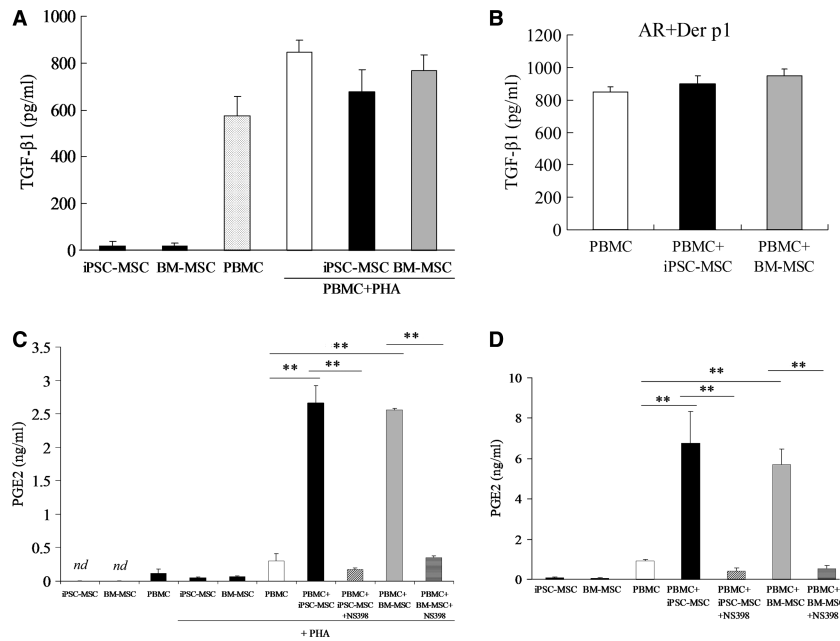 A
TGF-β1 (pg/ml)
1000
800
600
400
200
0
iPSC-MSC BM-MSC PBMC iPSC-MSC BM-MSC
PBMC+PHA
B
AR+Der p1
TGF-β1 (pg/ml)
1200
1000
800
600
400
200
0
PBMC PBMC+ PBMC+
iPSC-MSC BM-MSC
C
PGE2 (ng/ml)
3.5
3
2.5
2
1.5
1
0.5
0
** ** ** **
nd nd
iPSC-MSC BM-MSC PBMC iPSC-MSC BM-MSC PBMC PBMC+ PBMC+ PBMC+ PBMC+
iPSC-MSC iPSC-MSC BM-MSC BM-MSC+
+NS398 NS398
+ PHA
D
PGE2 (ng/ml)
10
8
6
4
2
0
** ** ** **
iPSC-MSC BM-MSC PBMC PBMC+ PBMC+ PBMC+ PBMC+
iPSC-MSC iPSC-MSC BM-MSC BM-MSC
+NS398 +NS398